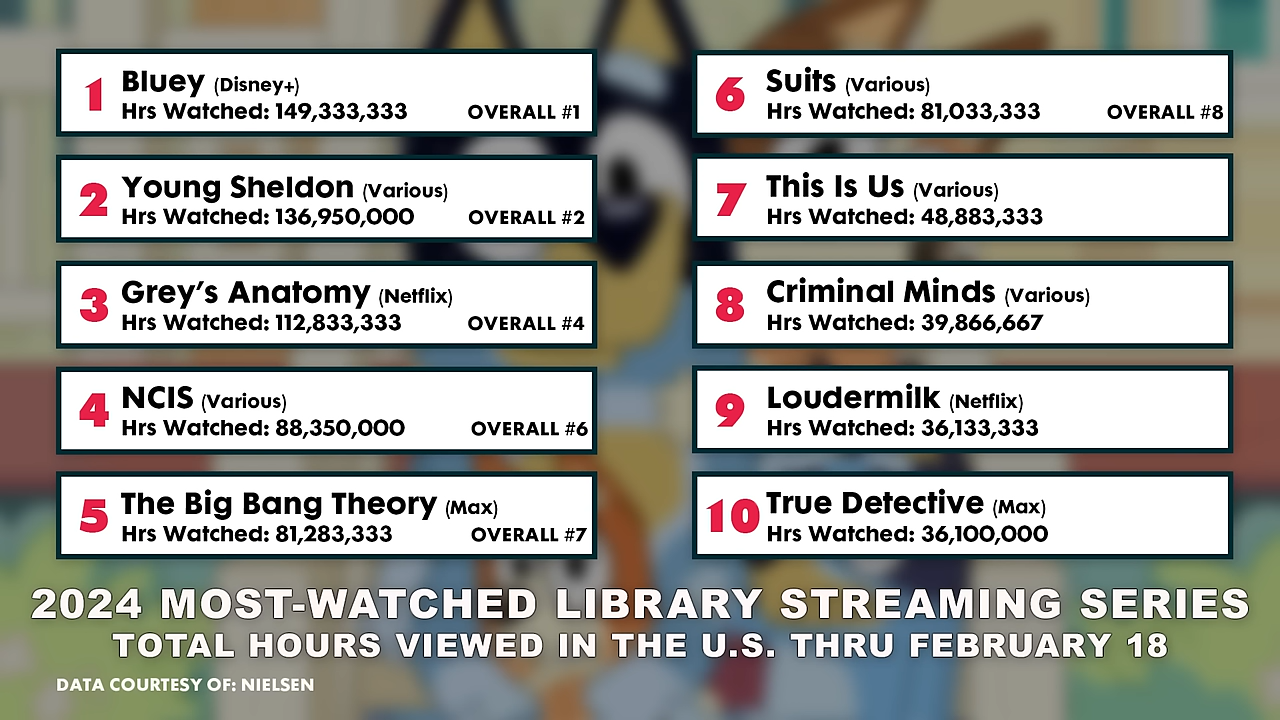 1
Bluey (Disney+)
Hrs Watched: 149,333,333 OVERALL #1
2
Young Sheldon (Various)
Hrs Watched: 136,950,000 OVERALL #2
3
Grey's Anatomy (Netflix)
Hrs Watched: 112,833,333 OVERALL #4
4
NCIS (Various)
Hrs Watched: 88,350,000 OVERALL #6
5
The Big Bang Theory (Max)
Hrs Watched: 81,283,333 OVERALL #7
6
Suits (Various)
Hrs Watched: 81,033,333 OVERALL #8
7
This Is Us (Various)
Hrs Watched: 48,883,333
8
Criminal Minds (Various)
Hrs Watched: 39,866,667
9
Loudermilk (Netflix)
Hrs Watched: 36,133,333
10
True Detective (Max)
Hrs Watched: 36,100,000
2024 MOST-WATCHED LIBRARY STREAMING SERIES
TOTAL HOURS VIEWED IN THE U.S. THRU FEBRUARY 18
DATA COURTESY OF: NIELSEN